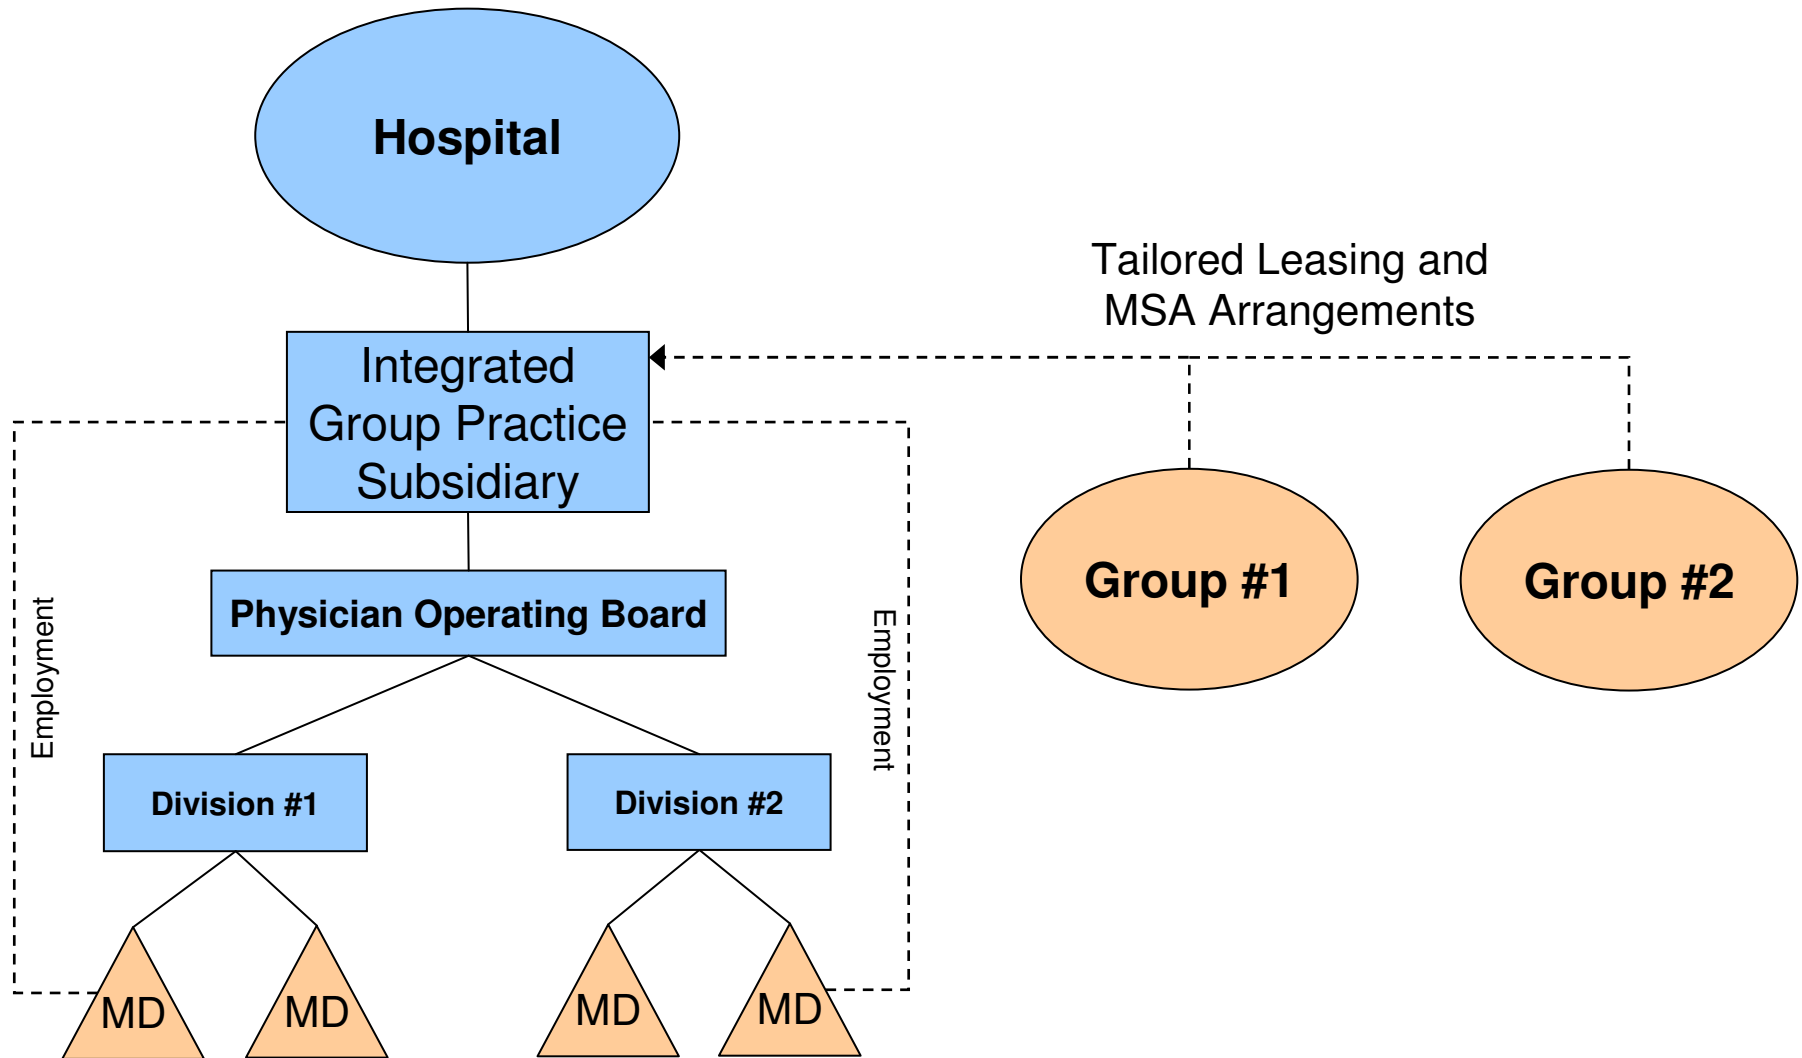 Hospital
Tailored Leasing and
MSA Arrangements
Integrated
Group Practice
Subsidiary
Group #1
Group #2
Physician Operating Board
Employment
Employment
Division #1
Division #2
MD
MD
MD
MD